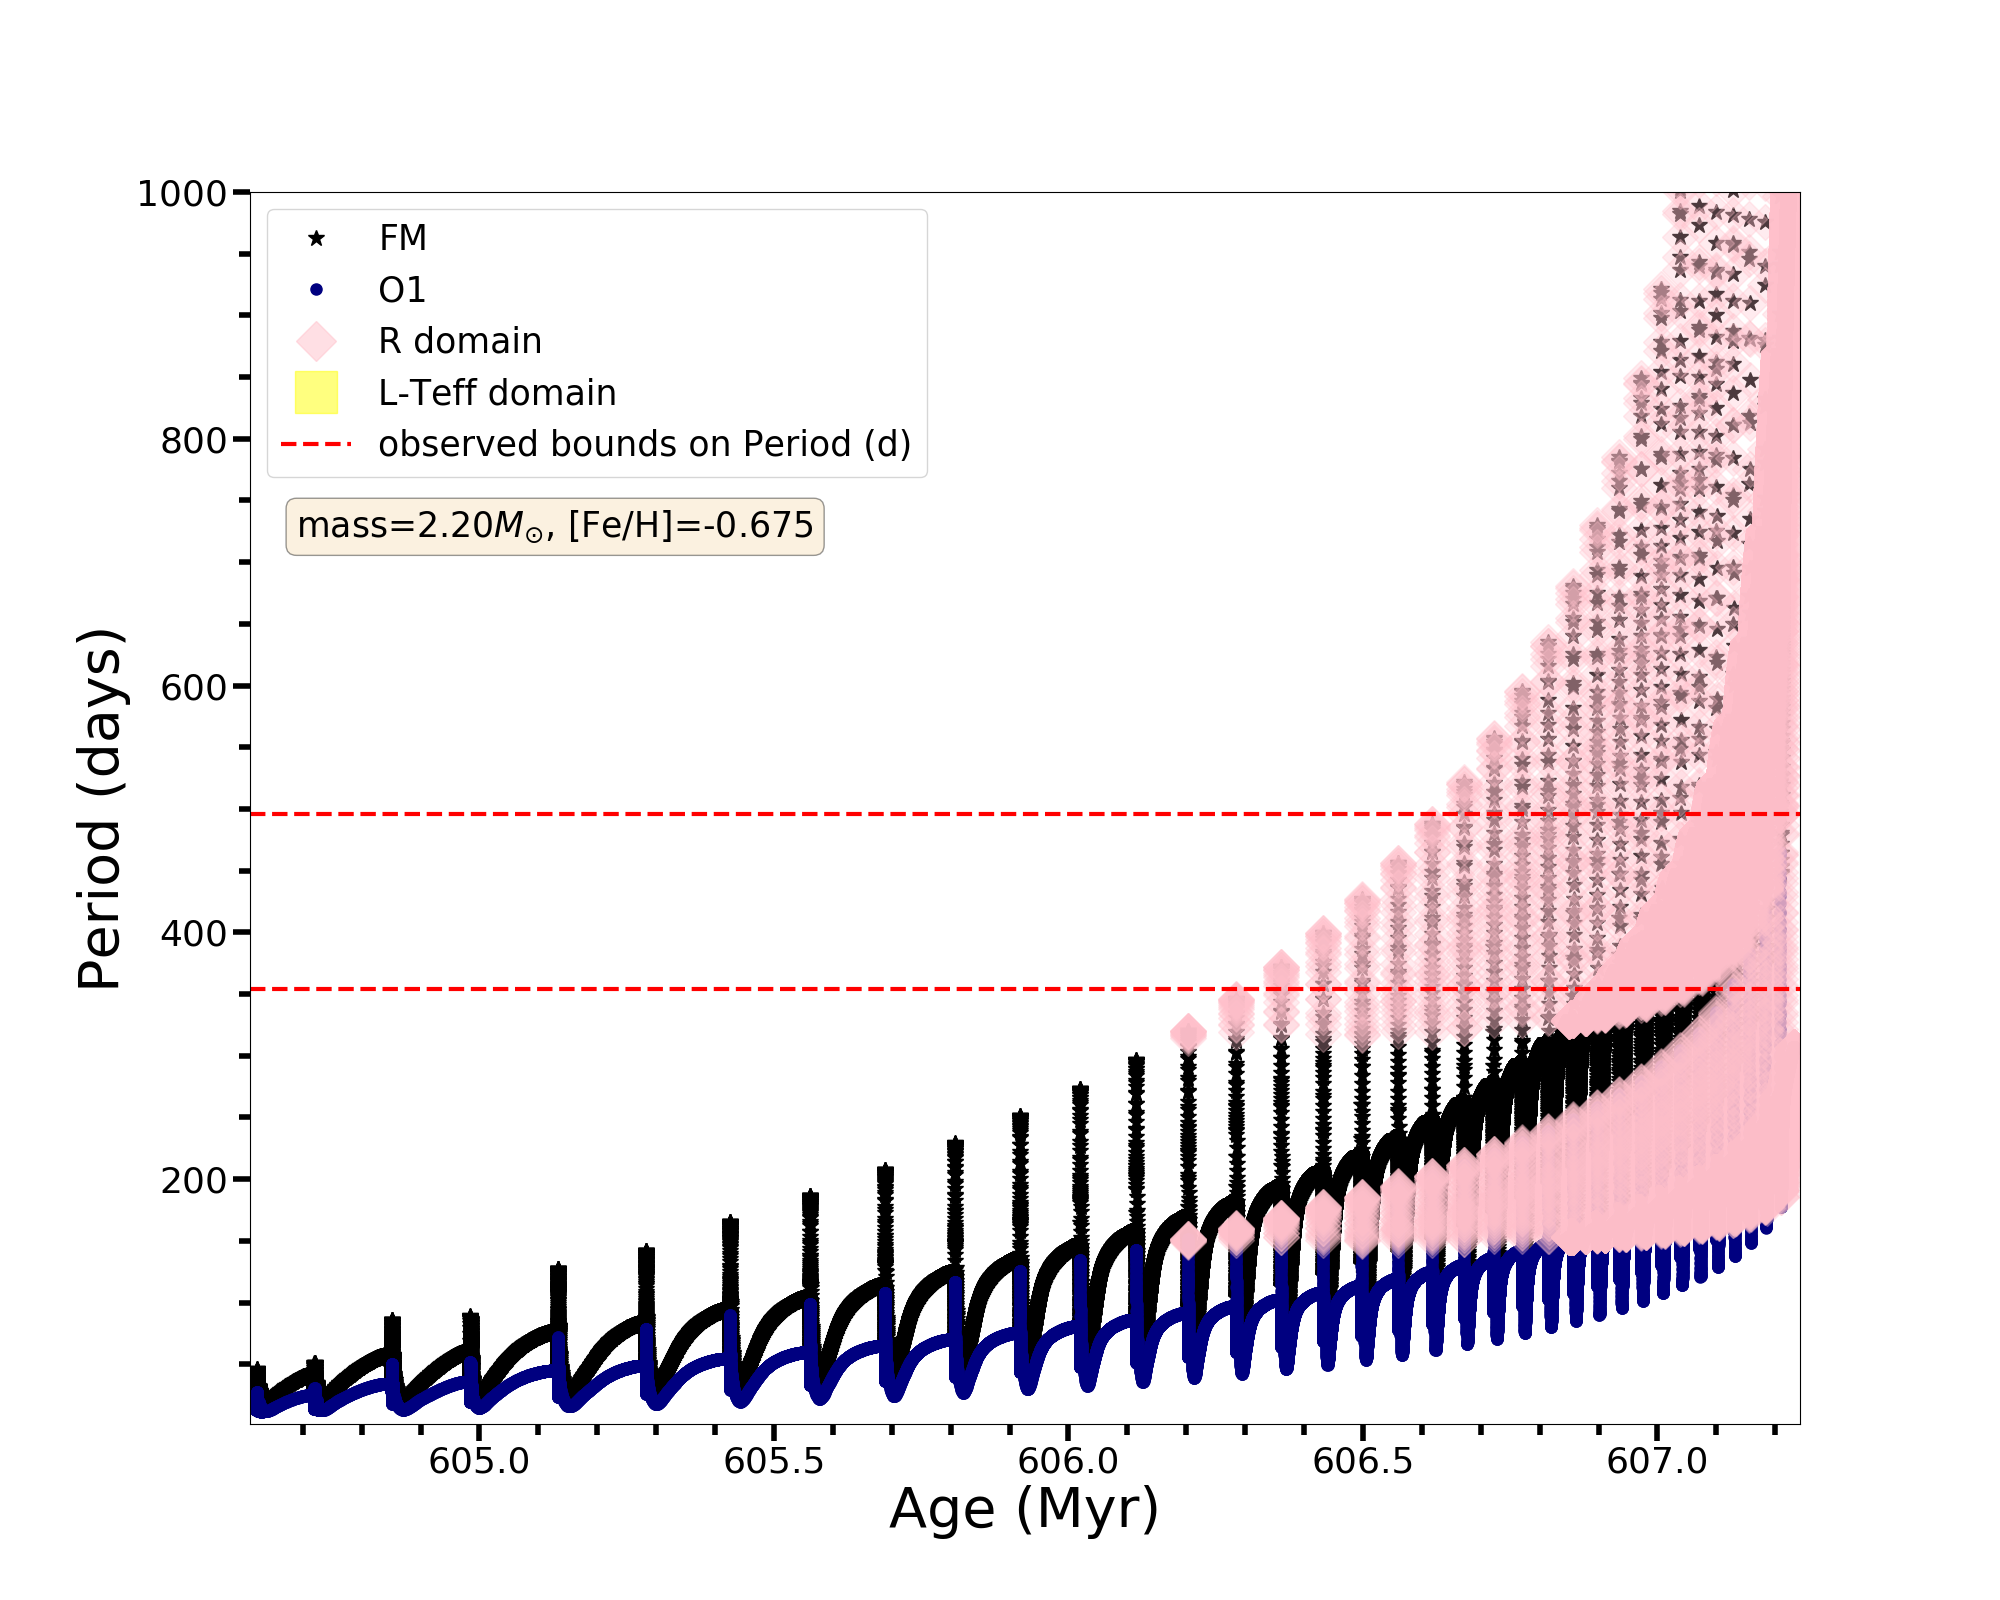 1000
800
600
400
200
Period (days)
FM
O1
R domain
L-Teff domain
observed bounds on Period (d)
mass=2.20M⊙, [Fe/H]=-0.675
605.0 605.5 606.0 606.5 607.0
Age (Myr)